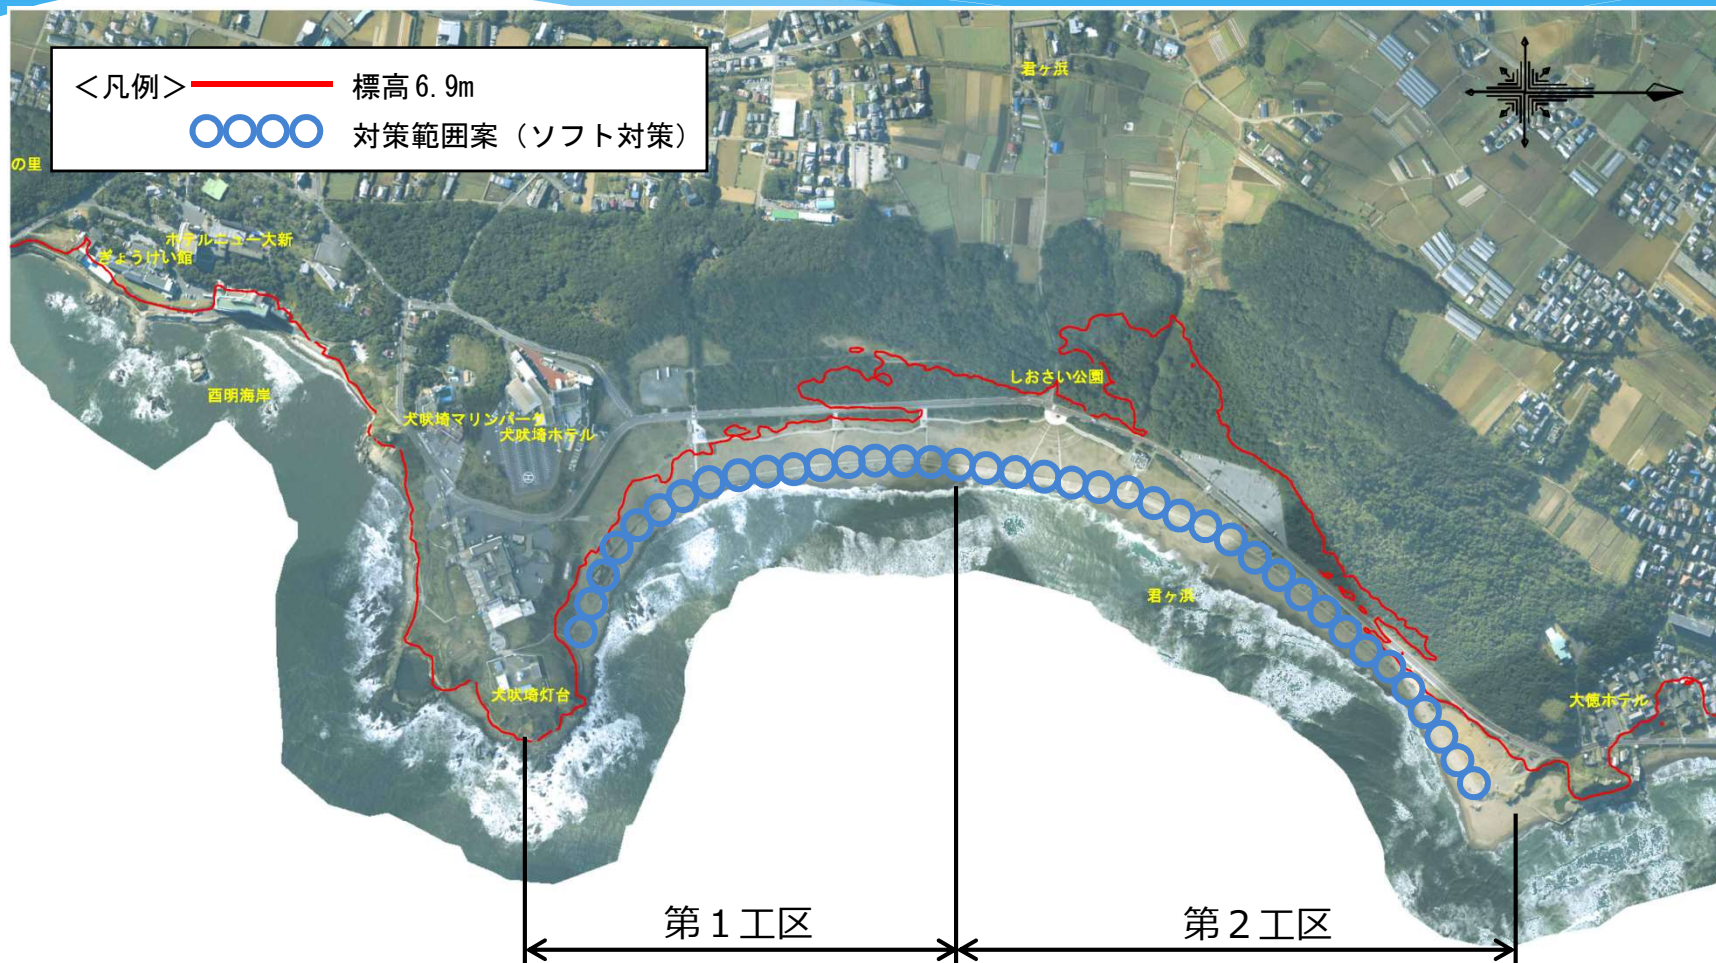 ＜凡例＞ 標高6.9m
対策範囲案（ソフト対策）
君ヶ浜
の里
ホテルニュー大新
ぎょうけい館
酉明海岸
しおさい公園
犬吠埼マリンパーク
犬吠埼ホテル
君ヶ浜
犬吠埼灯台
大徳ホテル
第１工区
第２工区